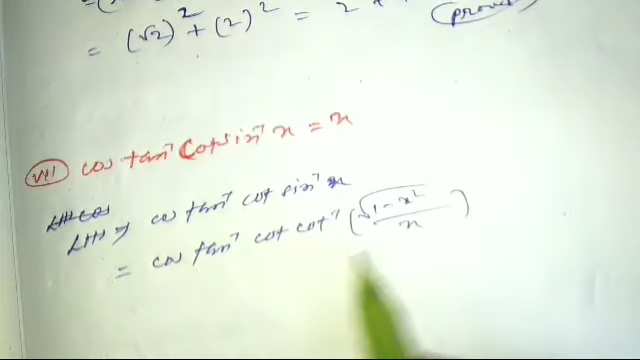 = (√2)² + (2)² = 2 +
(proved
(vii) cos tan⁻¹ cot sin⁻¹ x = x
LHS ⇒ cos tan⁻¹ cot sin⁻¹ x
= cos tan⁻¹ cot cot⁻¹ (√1-x²/x)